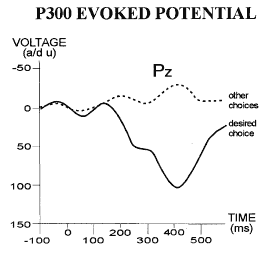 P300 EVOKED POTENTIAL
VOLTAGE
(a/d u)
-50
Pz
other
choices
0
desired
choice
50
100
150
TIME
(ms)
-100 0 100 200 300 400 500